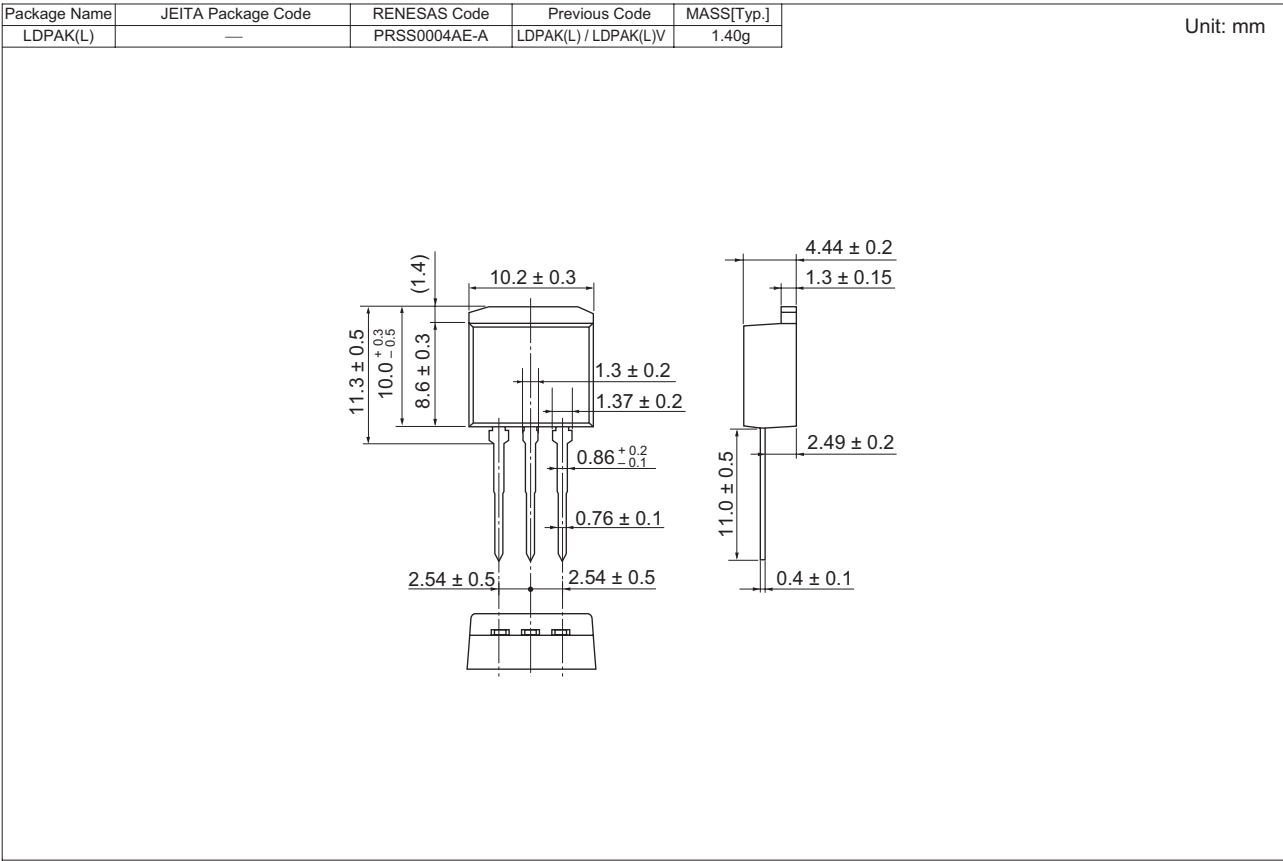 Package Name JEITA Package Code RENESAS Code Previous Code MASS[Typ.]
LDPAK(L) — PRSS0004AE-A LDPAK(L) / LDPAK(L)V 1.40g
Unit: mm
4.44 ± 0.2
1.3 ± 0.15
(1.4)
10.2 ± 0.3
11.3 ± 0.5
10.0 + 0.3 − 0.5
8.6 ± 0.3
1.3 ± 0.2
1.37 ± 0.2
2.49 ± 0.2
0.86 + 0.2 − 0.1
11.0 ± 0.5
0.76 ± 0.1
2.54 ± 0.5
2.54 ± 0.5
0.4 ± 0.1